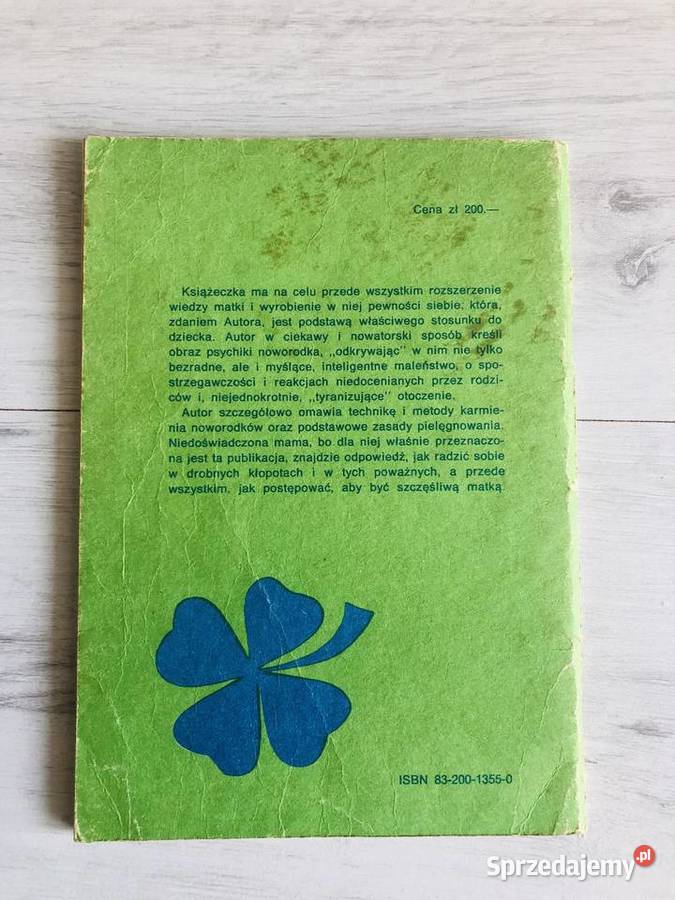 Cena zł 200.—
Książeczka ma na celu przede wszystkim rozszerzenie
wiedzy matki i wyrobienie w niej pewności siebie, która,
zdaniem Autora, jest podstawą właściwego stosunku do
dziecka. Autor w ciekawy i nowatorski sposób kreśli
obraz psychiki noworodka, „odkrywając" w nim nie tylko
bezradne, ale i myślące, inteligentne maleństwo, o spo-
strzegawczości i reakcjach niedocenianych przez rodzi-
ców i, niejednokrotnie, „tyranizujące" otoczenie.
Autor szczegółowo omawia technikę i metody karmie-
nia noworodków oraz podstawowe zasady pielęgnowania.
Niedoświadczona mama, bo dla niej właśnie przeznaczo-
na jest ta publikacja, znajdzie odpowiedź, jak radzić sobie
w drobnych kłopotach i w tych poważnych, a przede
wszystkim, jak postępować, aby być szczęśliwą matką
ISBN 83-200-1355-0
Sprzedajemy.pl